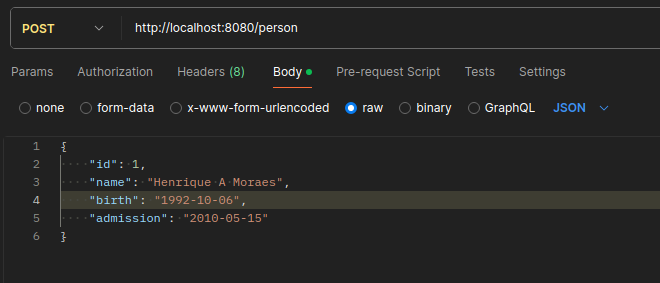 POST http://localhost:8080/person
Params Authorization Headers (8) Body Pre-request Script Tests Settings
none form-data x-www-form-urlencoded raw binary GraphQL JSON
1 {
2 "id": 1,
3 "name": "Henrique A Moraes",
4 "birth": "1992-10-06",
5 "admission": "2010-05-15"
6 }